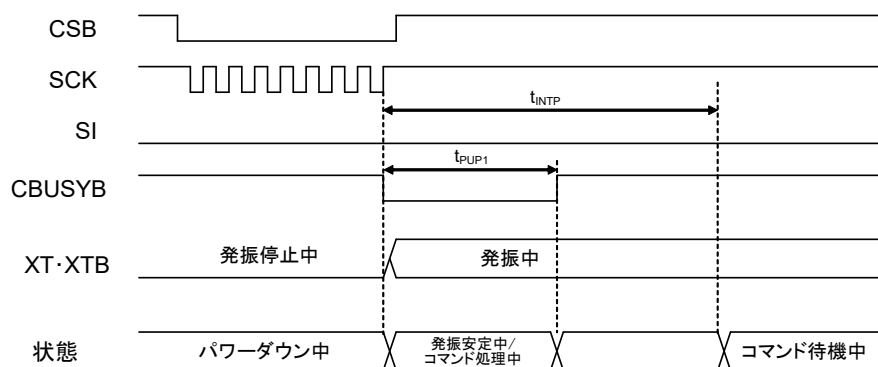 CSB
SCK
t_INTP
SI
t_PUP1
CBUSYB
XT･XTB 発振停止中 発振中
状態 パワーダウン中 発振安定中/
コマンド処理中 コマンド待機中